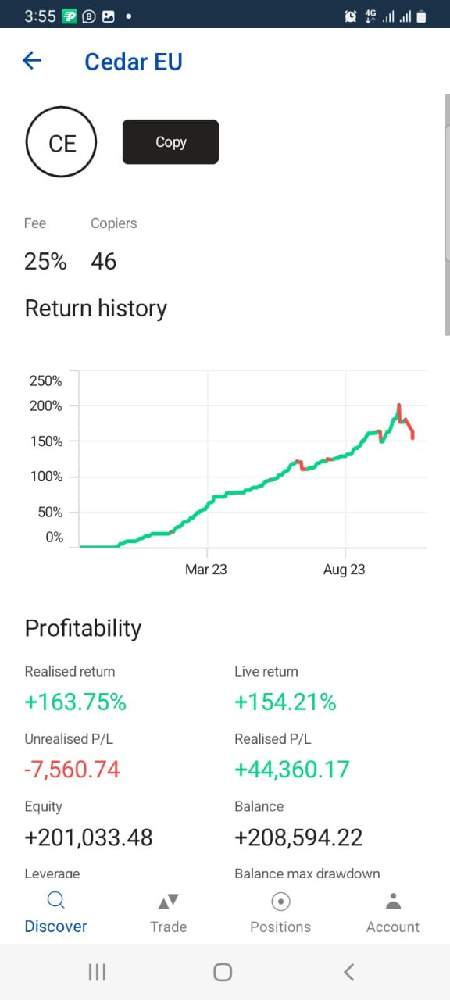 3:55
4G
Cedar EU
CE
Copy
Fee Copiers
25% 46
Return history
250%
200%
150%
100%
50%
0%
Mar 23 Aug 23
Profitability
Realised return Live return
+163.75% +154.21%
Unrealised P/L Realised P/L
-7,560.74 +44,360.17
Equity Balance
+201,033.48 +208,594.22
Leverage Balance max drawdown
Discover Trade Positions Account